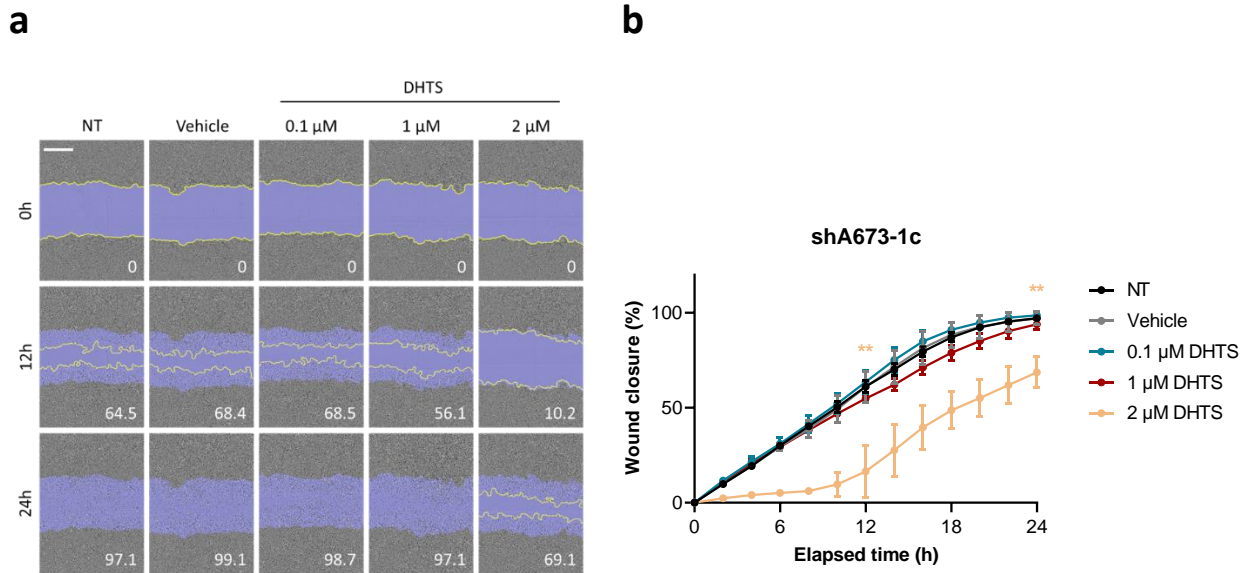 a
DHTS
NT Vehicle 0.1 µM 1 µM 2 µM
0h
0 0 0 0 0
12h
64.5 68.4 68.5 56.1 10.2
24h
97.1 99.1 98.7 97.1 69.1
b
shA673-1c
Wound closure (%)
100
50
0
**
**
0 6 12 18 24
Elapsed time (h)
NT
Vehicle
0.1 µM DHTS
1 µM DHTS
2 µM DHTS